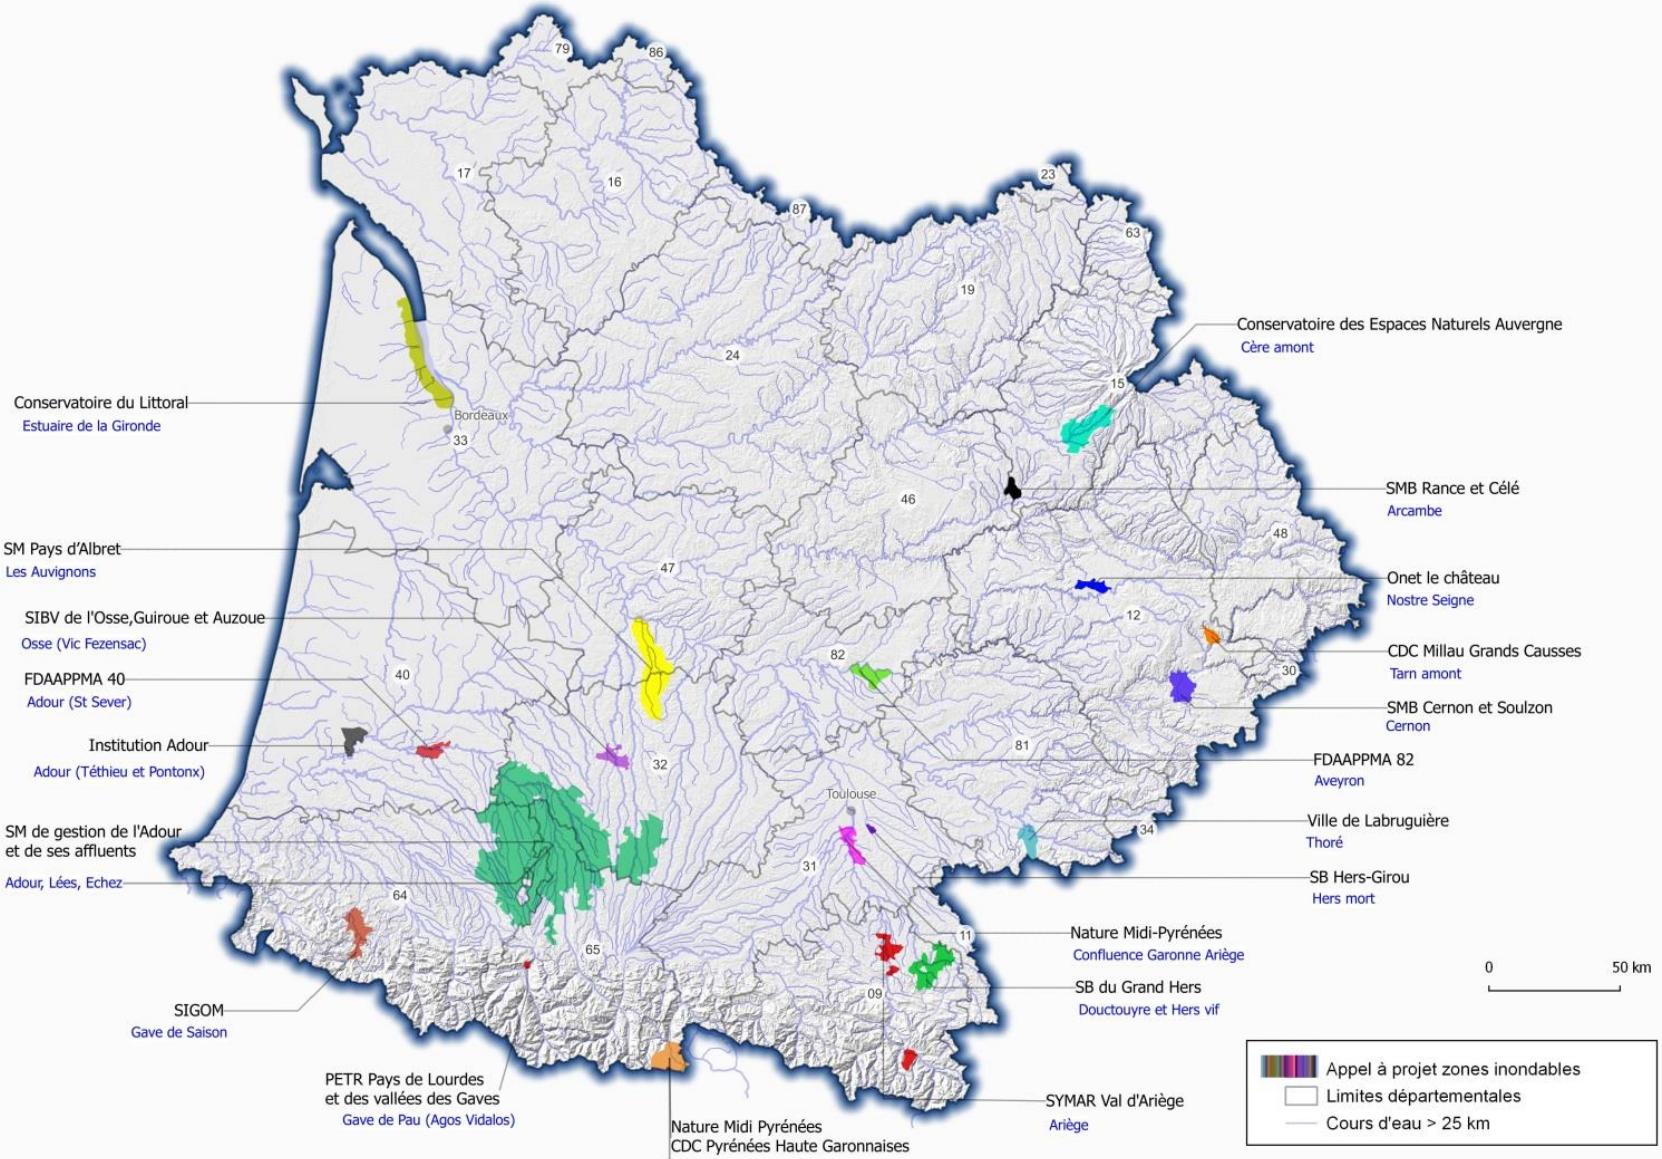 79
86
17
16
87
23
63
19
24
15
Conservatoire des Espaces Naturels Auvergne
Cère amont
Conservatoire du Littoral
Estuaire de la Gironde
Bordeaux
33
46
SMB Rance et Célé
Arcambe
48
SM Pays d'Albret
Les Auvignons
47
Onet le château
Nostre Seigne
12
SIBV de l'Osse,Guiroue et Auzoue
Osse (Vic Fezensac)
82
CDC Millau Grands Causses
Tarn amont
30
FDAAPPMA 40
Adour (St Sever)
40
SMB Cernon et Soulzon
Cernon
Institution Adour
Adour (Téthieu et Pontonx)
32
81
FDAAPPMA 82
Aveyron
Toulouse
SM de gestion de l'Adour
et de ses affluents
Adour, Lées, Echez
34
Ville de Labruguière
Thoré
31
SB Hers-Girou
Hers mort
64
65
11
Nature Midi-Pyrénées
Confluence Garonne Ariège
09
SB du Grand Hers
Douctouyre et Hers vif
0 50 km
SIGOM
Gave de Saison
PETR Pays de Lourdes
et des vallées des Gaves
Gave de Pau (Agos Vidalos)
SYMAR Val d'Ariège
Ariège
Nature Midi Pyrénées
CDC Pyrénées Haute Garonnaises
Appel à projet zones inondables
Limites départementales
Cours d'eau > 25 km